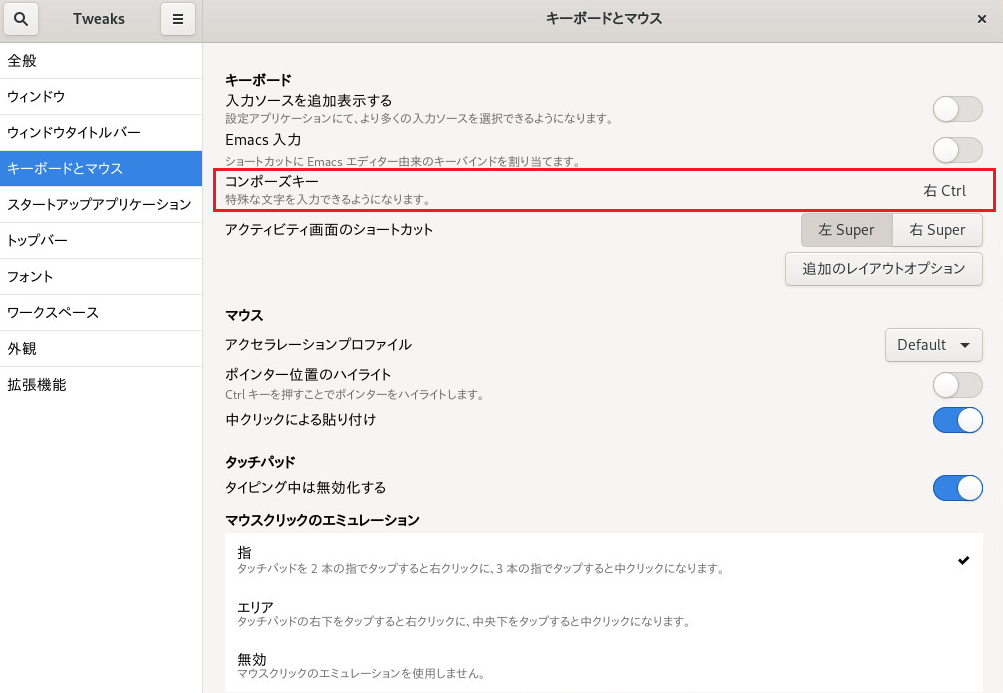 Tweaks
キーボードとマウス
全般
ウィンドウ
ウィンドウタイトルバー
キーボードとマウス
スタートアップアプリケーション
トップバー
フォント
ワークスペース
外観
拡張機能
キーボード
入力ソースを追加表示する
設定アプリケーションにて、より多くの入力ソースを選択できるようになります。
Emacs 入力
ショートカットに Emacs エディター由来のキーバインドを割り当てます。
コンポーズキー
右 Ctrl
特殊な文字を入力できるようになります。
アクティビティ画面のショートカット
左 Super
右 Super
追加のレイアウトオプション
マウス
アクセラレーションプロファイル
Default
ポインター位置のハイライト
Ctrl キーを押すことでポインターをハイライトします。
中クリックによる貼り付け
タッチパッド
タイピング中は無効化する
マウスクリックのエミュレーション
指
タッチパッドを 2 本の指でタップすると右クリックに、3 本の指でタップすると中クリックになります。
エリア
タッチパッドの右下をタップすると右クリックに、中央下をタップすると中クリックになります。
無効
マウスクリックのエミュレーションを使用しません。